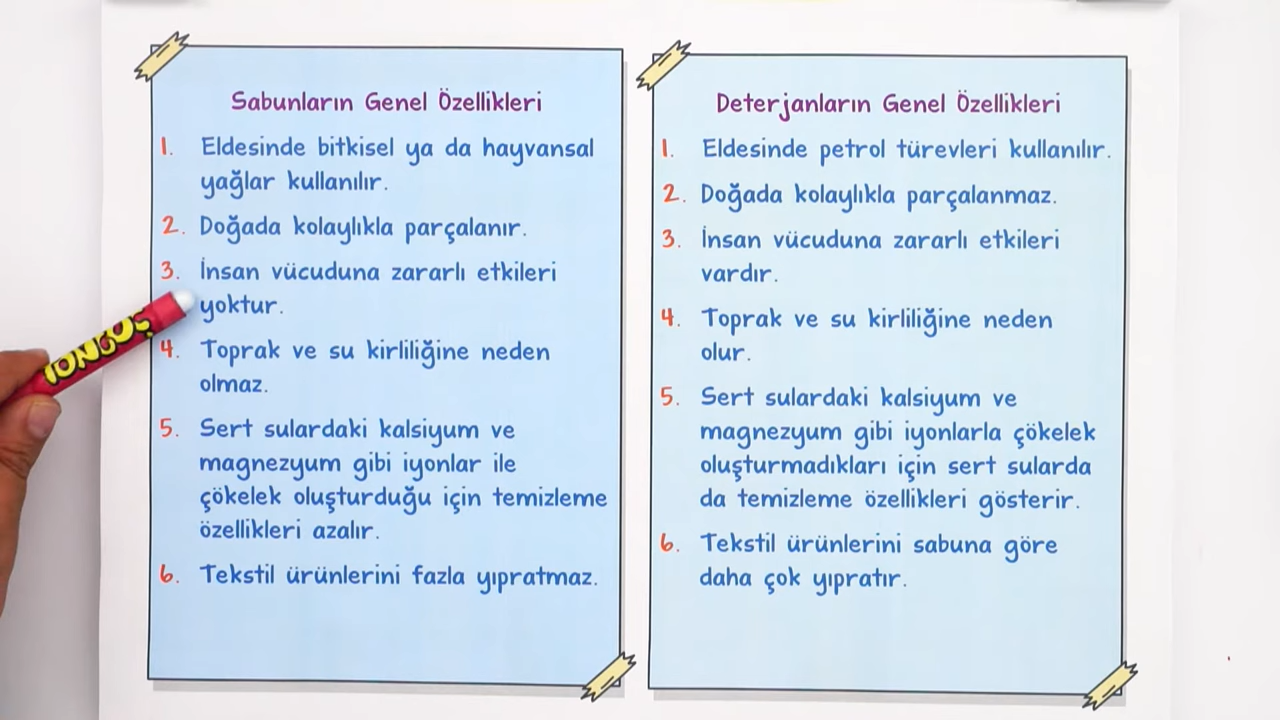 Sabunların Genel Özellikleri
1. Eldesinde bitkisel ya da hayvansal
yağlar kullanılır.
2. Doğada kolaylıkla parçalanır.
3. İnsan vücuduna zararlı etkileri
yoktur.
4. Toprak ve su kirliliğine neden
olmaz.
5. Sert sulardaki kalsiyum ve
magnezyum gibi iyonlar ile
çökelek oluşturduğu için temizleme
özellikleri azalır.
6. Tekstil ürünlerini fazla yıpratmaz.
Deterjanların Genel Özellikleri
1. Eldesinde petrol türevleri kullanılır.
2. Doğada kolaylıkla parçalanmaz.
3. İnsan vücuduna zararlı etkileri
vardır.
4. Toprak ve su kirliliğine neden
olur.
5. Sert sulardaki kalsiyum ve
magnezyum gibi iyonlarla çökelek
oluşturmadıkları için sert sularda
da temizleme özellikleri gösterir.
6. Tekstil ürünlerini sabuna göre
daha çok yıpratır.
TONGUÇ